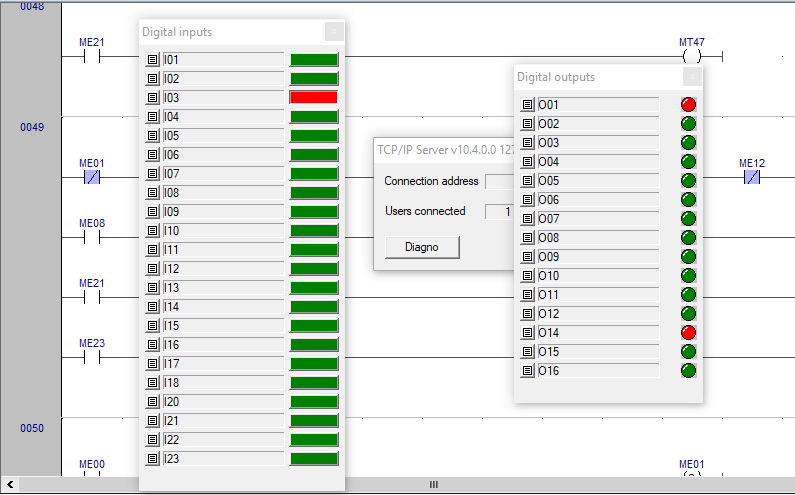 0048
ME21
MT47
0049
ME01
ME12
ME08
ME21
ME23
0050
ME00
ME01
Digital inputs
I01
I02
I03
I04
I05
I06
I07
I08
I09
I10
I11
I12
I13
I14
I15
I16
I17
I18
I20
I21
I22
I23
TCP/IP Server v10.4.0.0 127
Connection address
Users connected 1
Diagno
Digital outputs
O01
O02
O03
O04
O05
O06
O07
O08
O09
O10
O11
O12
O14
O15
O16